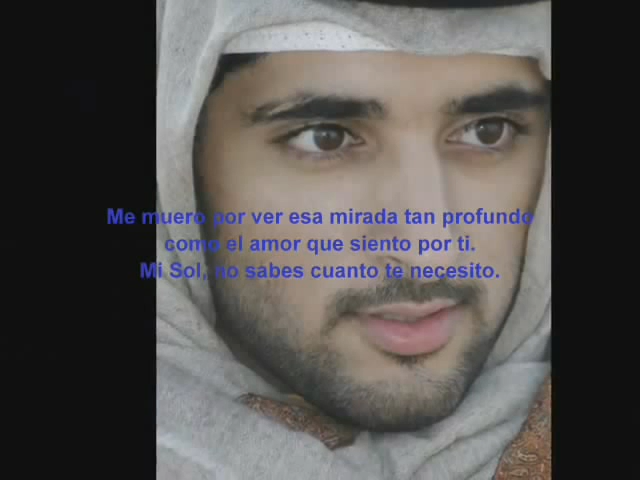 Me muero por ver esa mirada tan profundo
como el amor que siento por ti.
Mi Sol, no sabes cuanto te necesito.